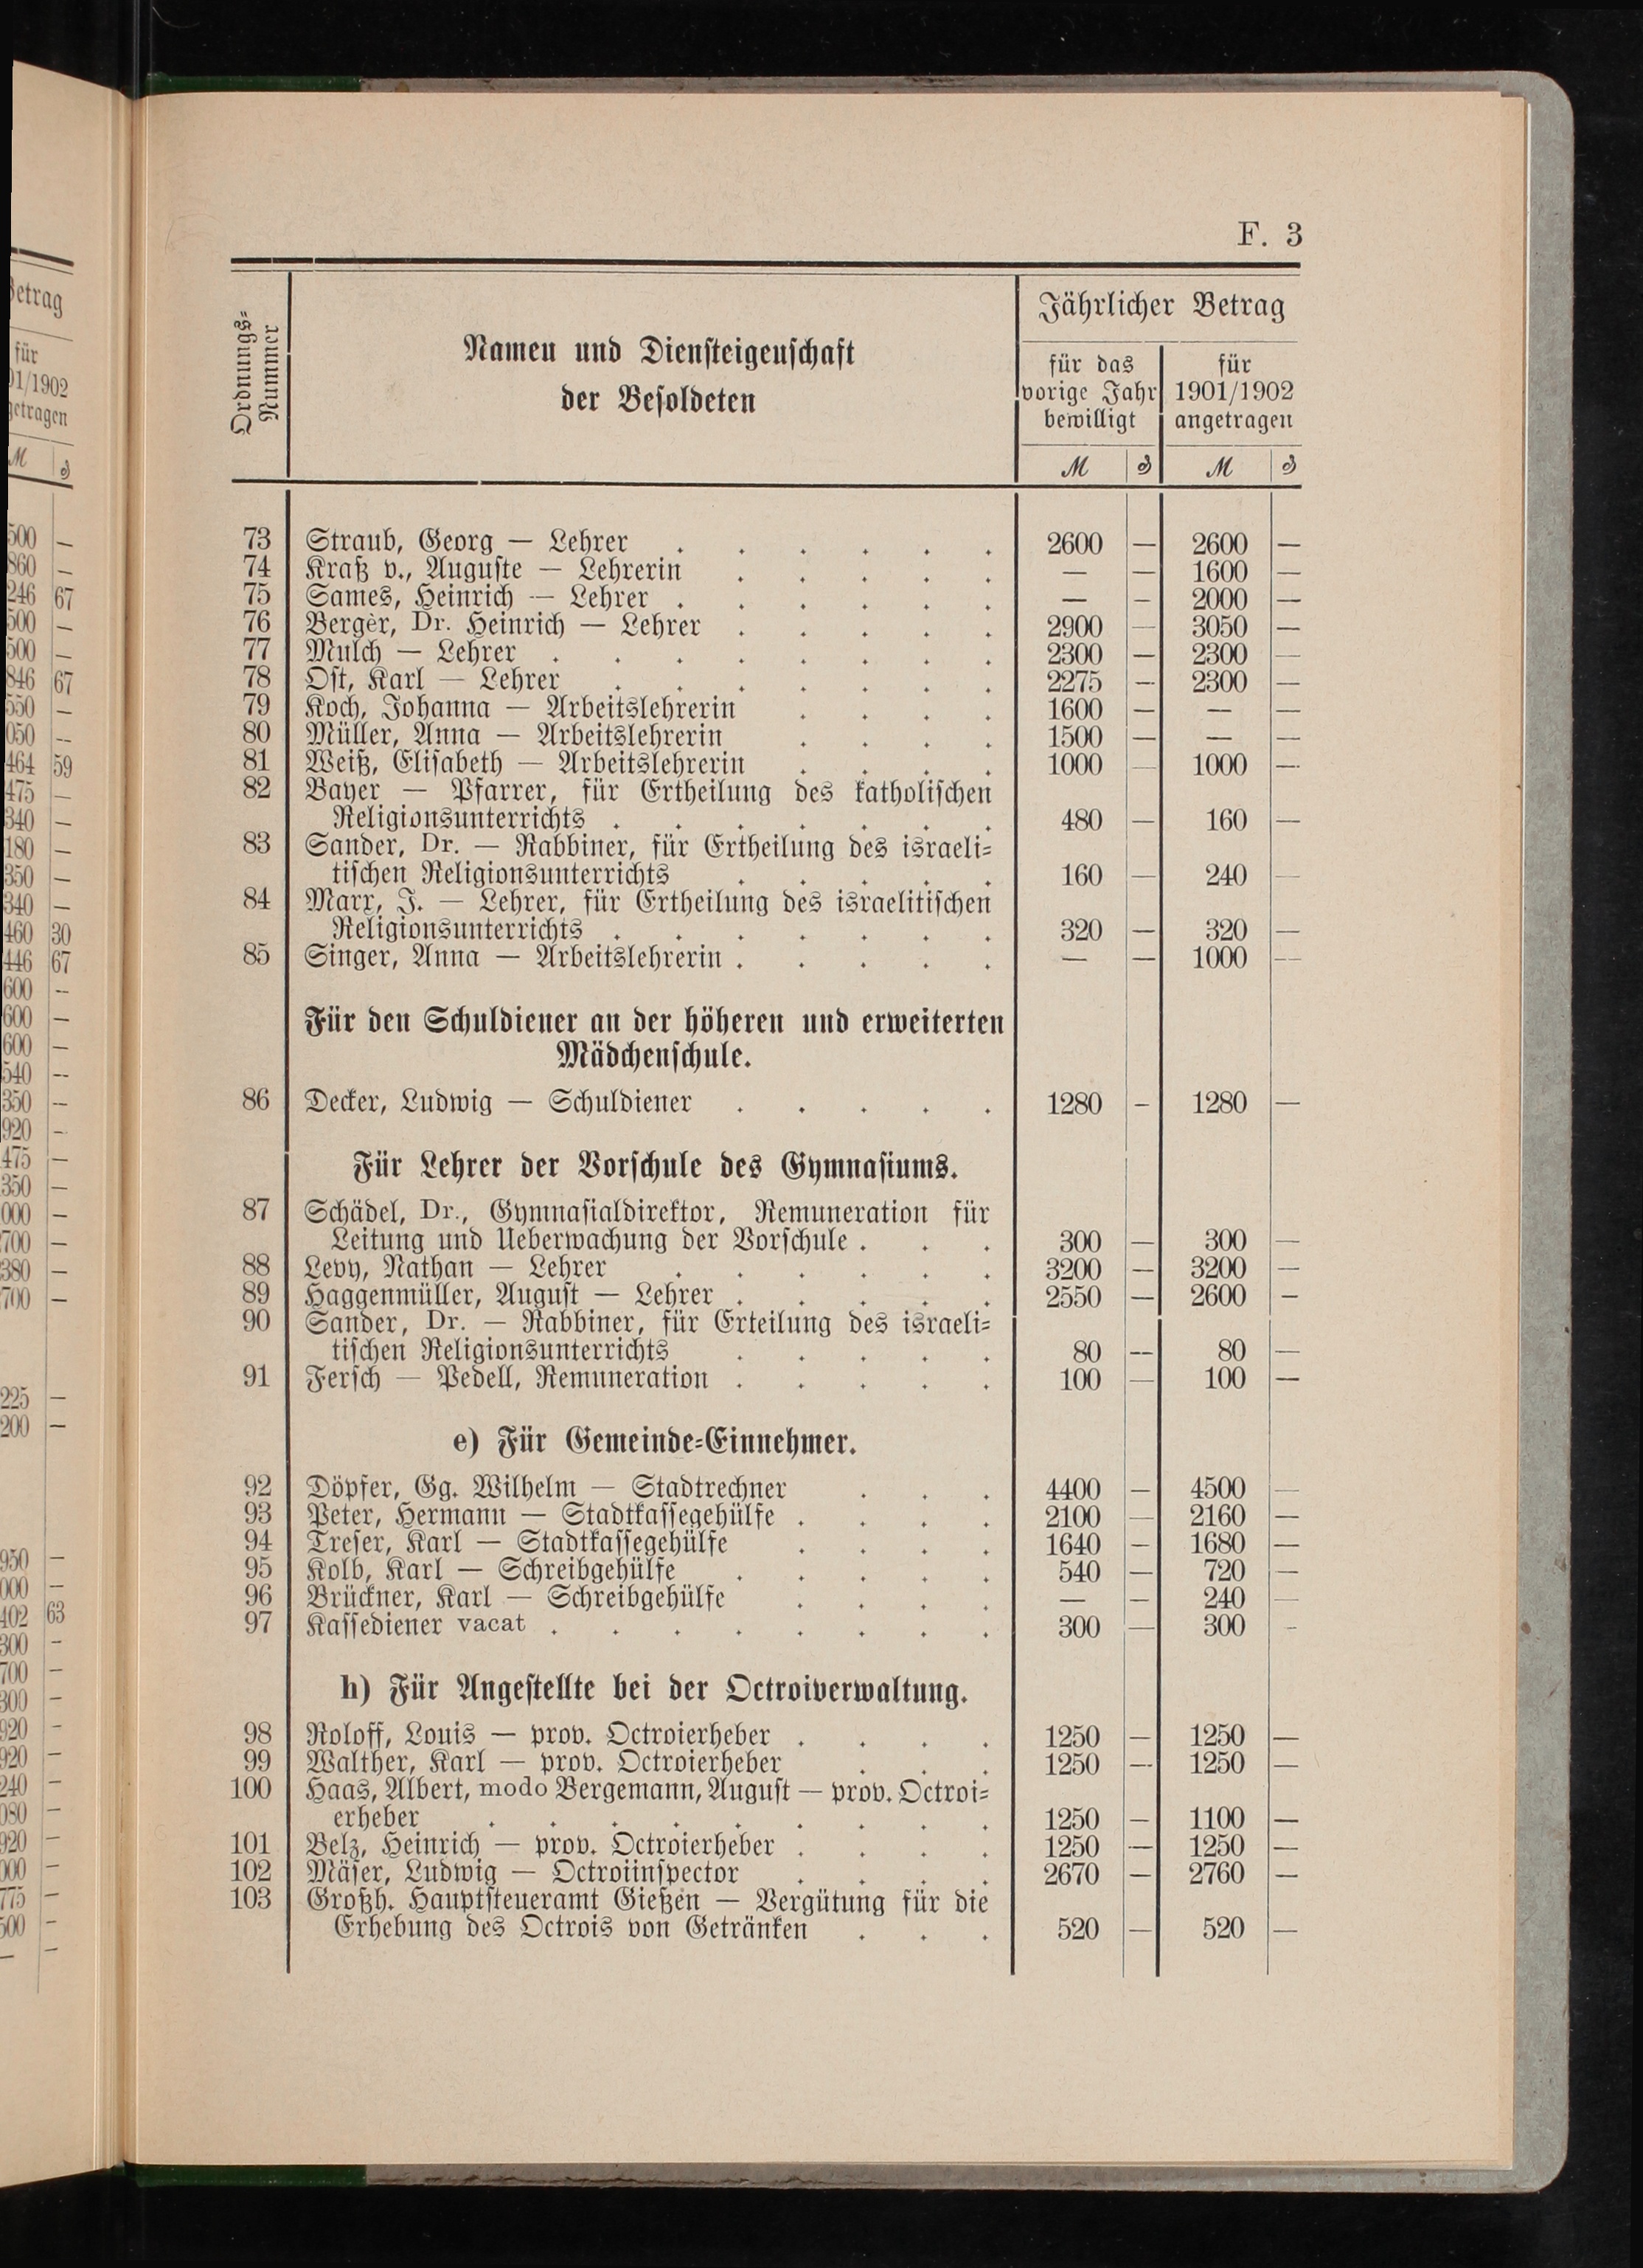 F. 3
Ordnungs-
Nummer
Namen und Diensteigenschaft
der Besoldeten
Jährlicher Betrag
für das
vorige Jahr
bewilligt
für
1901/1902
angetragen
ℳ ₰ ℳ ₰
73 Straub, Georg — Lehrer . . . . . . 2600 — 2600 —
74 Kraß v., Auguste — Lehrerin . . . . . — — 1600 —
75 Sames, Heinrich — Lehrer . . . . . . — — 2000 —
76 Berger, Dr. Heinrich — Lehrer . . . . . 2900 — 3050 —
77 Mulch — Lehrer . . . . . . . . 2300 — 2300 —
78 Ost, Karl — Lehrer . . . . . . . 2275 — 2300 —
79 Koch, Johanna — Arbeitslehrerin . . . . 1600 — — —
80 Müller, Anna — Arbeitslehrerin . . . . 1500 — — —
81 Weiß, Elisabeth — Arbeitslehrerin . . . . 1000 — 1000 —
82 Bayer — Pfarrer, für Ertheilung des katholischen
Religionsunterrichts . . . . . . . 480 — 160 —
83 Sander, Dr. — Rabbiner, für Ertheilung des israeli-
tischen Religionsunterrichts . . . . . 160 — 240 —
84 Marx, J. — Lehrer, für Ertheilung des israelitischen
Religionsunterrichts . . . . . . . 320 — 320 —
85 Singer, Anna — Arbeitslehrerin . . . . . — — 1000 —
Für den Schuldiener an der höheren und erweiterten
Mädchenschule.
86 Decker, Ludwig — Schuldiener . . . . . 1280 — 1280 —
Für Lehrer der Vorschule des Gymnasiums.
87 Schädel, Dr., Gymnasialdirektor, Remuneration für
Leitung und Ueberwachung der Vorschule . . . 300 — 300 —
88 Levy, Nathan — Lehrer . . . . . . 3200 — 3200 —
89 Haggenmüller, August — Lehrer . . . . . 2550 — 2600 —
90 Sander, Dr. — Rabbiner, für Erteilung des israeli-
tischen Religionsunterrichts . . . . . 80 — 80 —
91 Fersch — Pedell, Remuneration . . . . . 100 — 100 —
e) Für Gemeinde-Einnehmer.
92 Döpfer, Gg. Wilhelm — Stadtrechner . . . 4400 — 4500 —
93 Peter, Hermann — Stadtkassegehülfe . . . . 2100 — 2160 —
94 Treser, Karl — Stadtkassegehülfe . . . . 1640 — 1680 —
95 Kolb, Karl — Schreibgehülfe . . . . . 540 — 720 —
96 Brückner, Karl — Schreibgehülfe . . . . — — 240 —
97 Kassediener vacat . . . . . . . . 300 — 300 —
h) Für Angestellte bei der Octroiverwaltung.
98 Roloff, Louis — prov. Octroierheber . . . . 1250 — 1250 —
99 Walther, Karl — prov. Octroierheber . . . 1250 — 1250 —
100 Haas, Albert, modo Bergemann, August — prov. Octroi-
erheber . . . . . . . . . 1250 — 1100 —
101 Belz, Heinrich — prov. Octroierheber . . . . 1250 — 1250 —
102 Mäser, Ludwig — Octroiinspector . . . . 2670 — 2760 —
103 Großh. Hauptsteueramt Gießen — Vergütung für die
Erhebung des Octrois von Getränken . . . 520 — 520 —